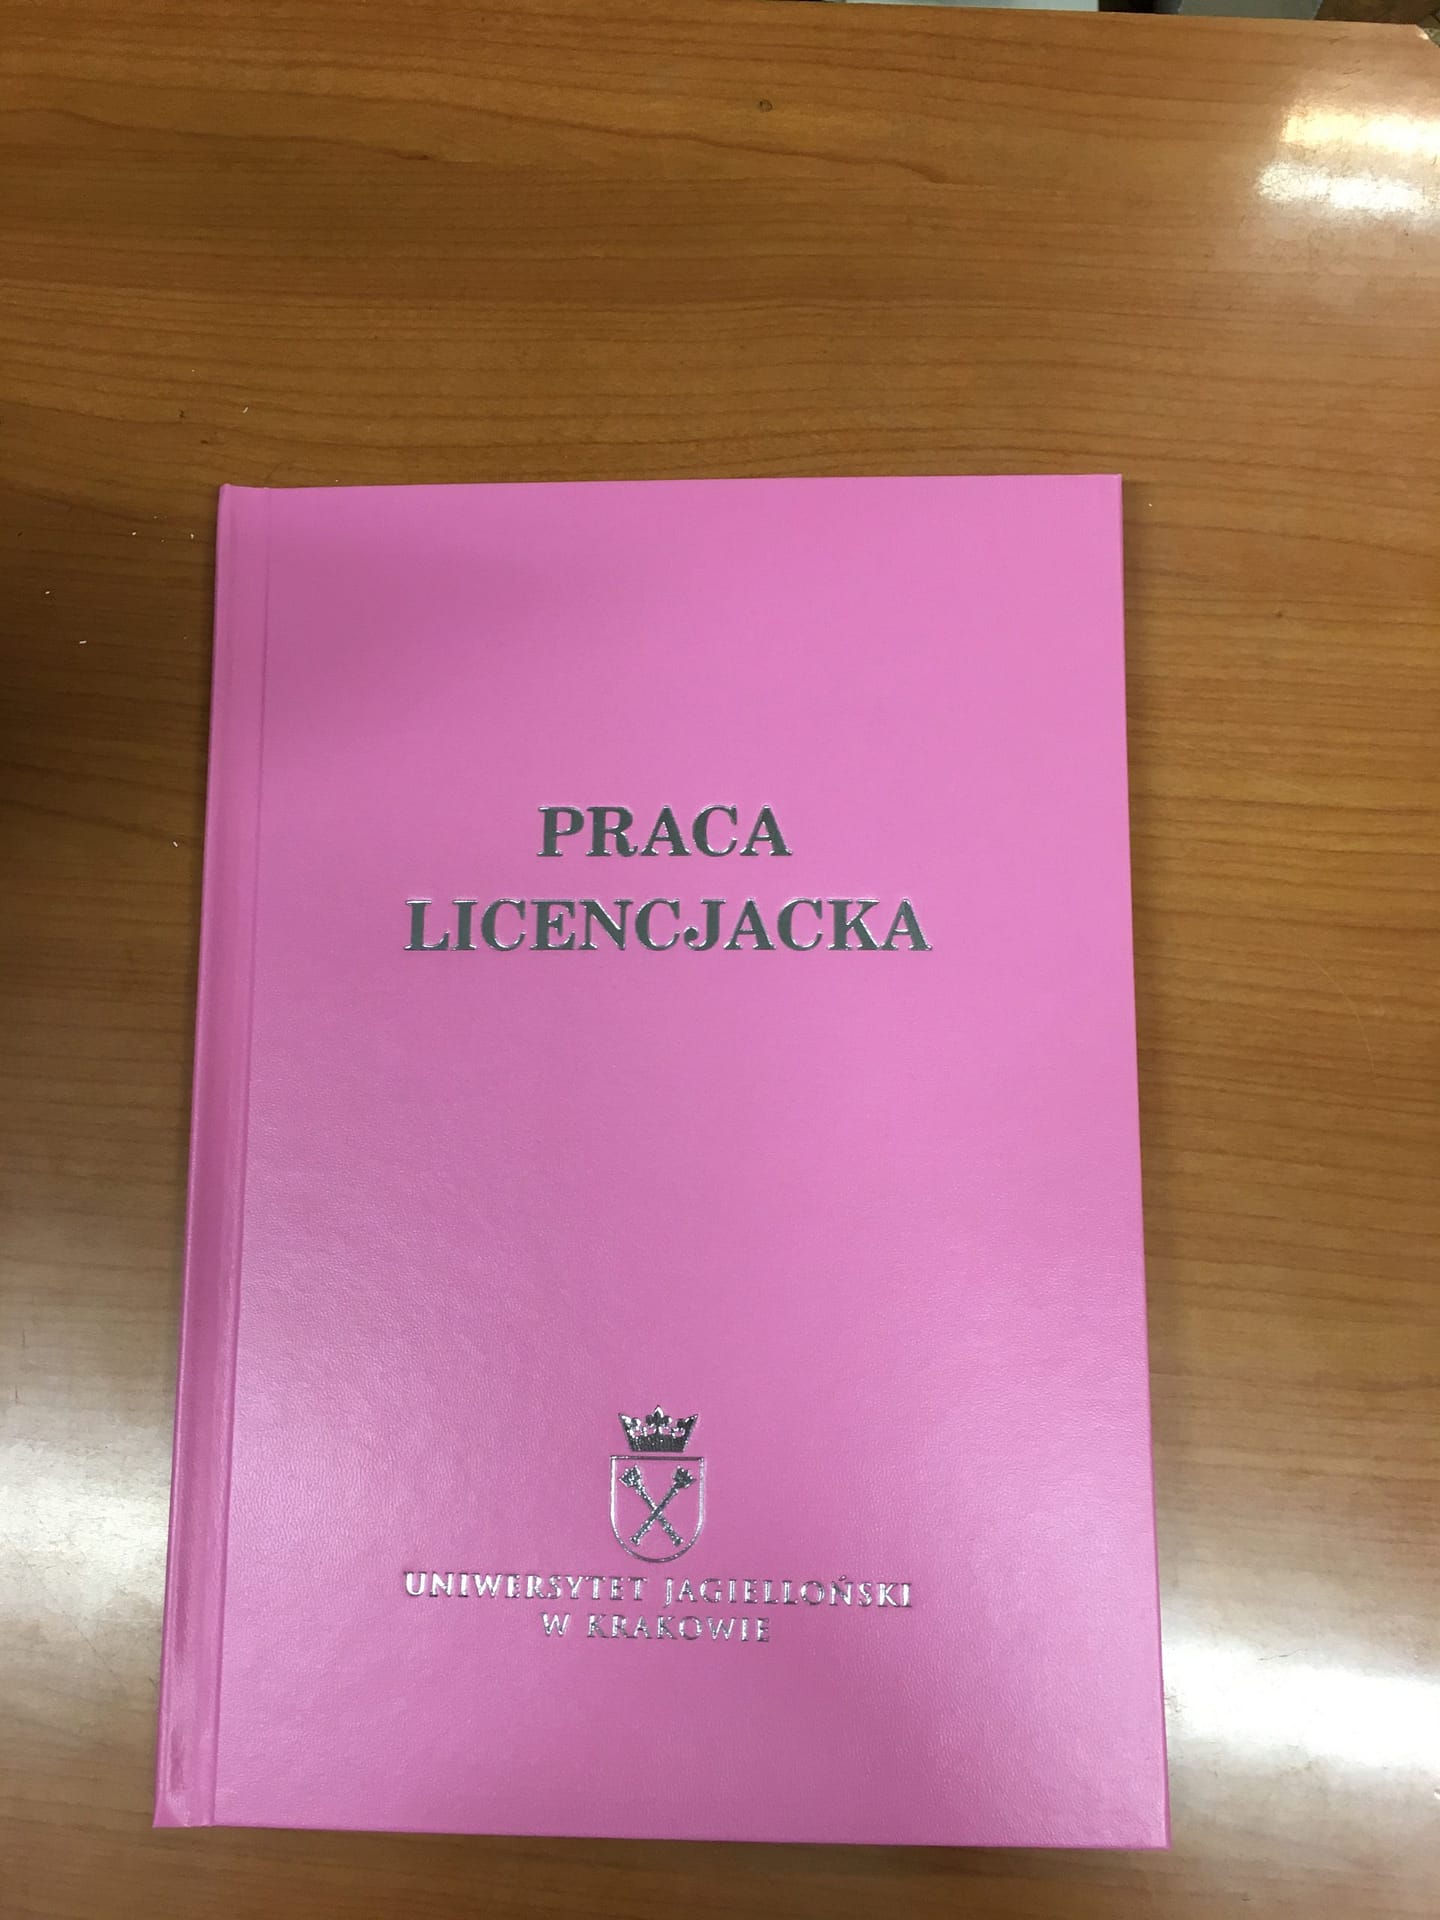 PRACA
LICENCJACKA
UNIWERSYTET JAGIELLOŃSKI
W KRAKOWIE